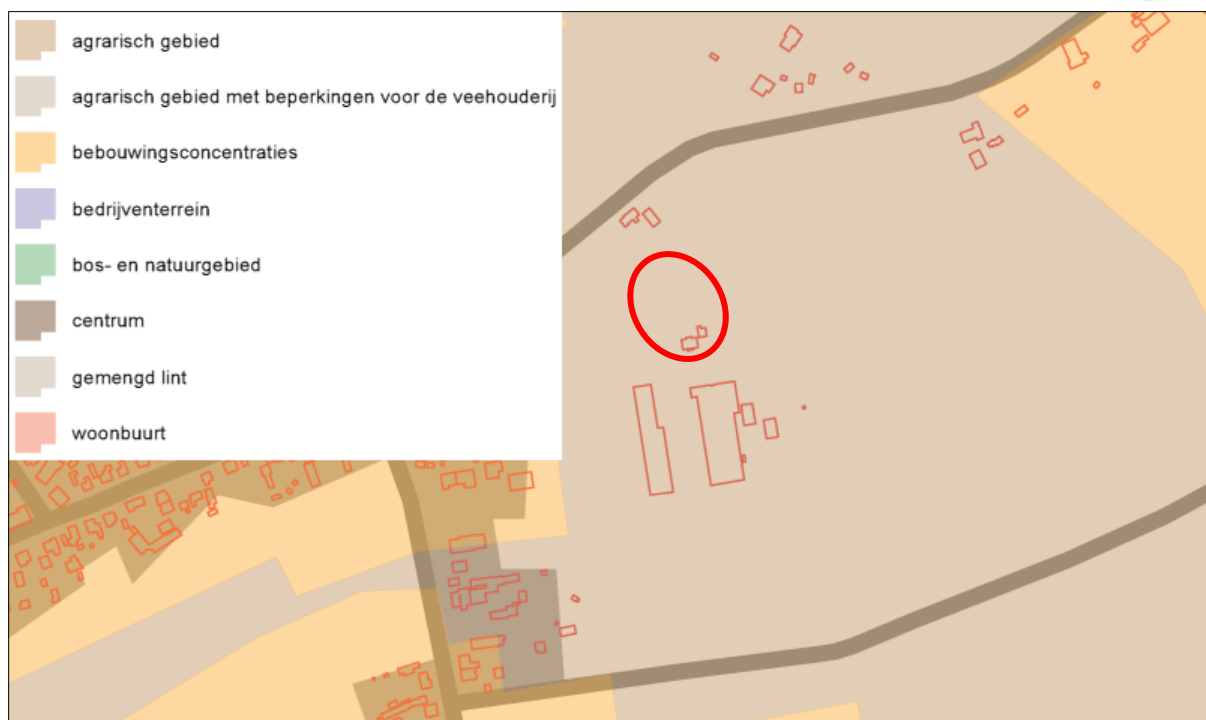 agrarisch gebied
agrarisch gebied met beperkingen voor de veehouderij
bebouwingsconcentraties
bedrijventerrein
bos- en natuurgebied
centrum
gemengd lint
woonbuurt